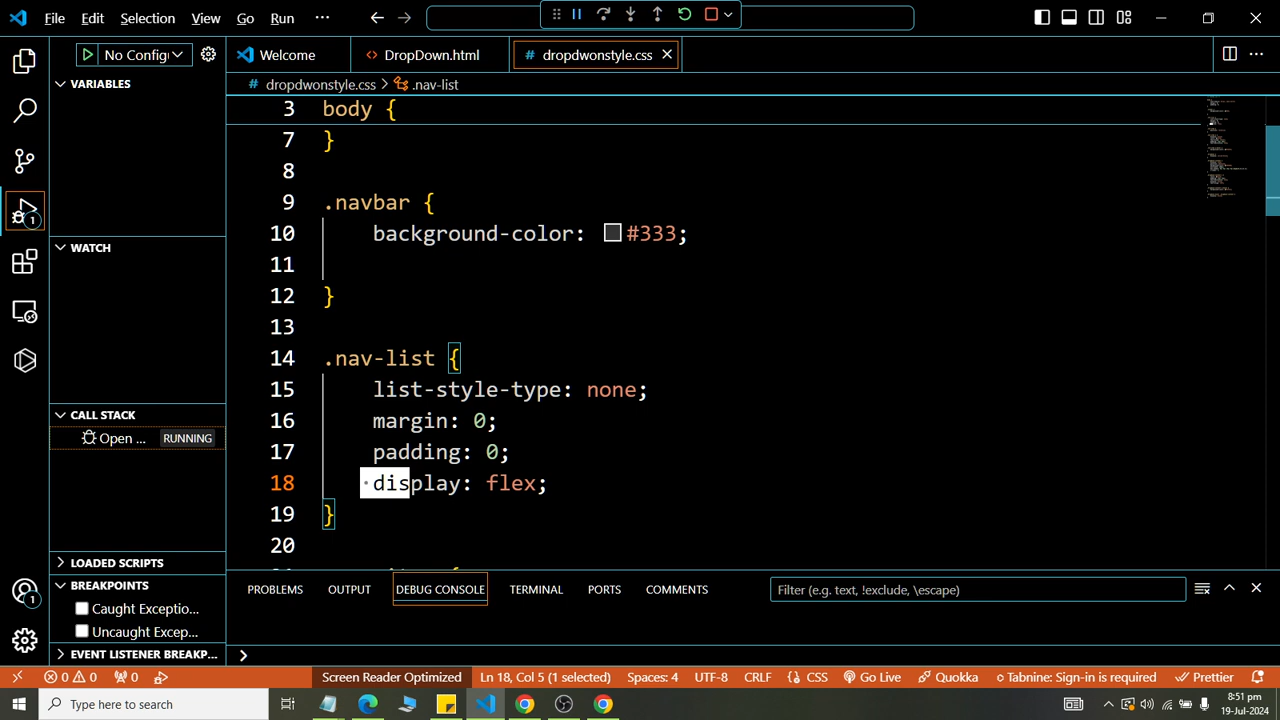 File Edit Selection View Go Run ···
No Config
Welcome
<> DropDown.html
# dropdwonstyle.css
# dropdwonstyle.css > .nav-list
VARIABLES
WATCH
CALL STACK
Open ... RUNNING
LOADED SCRIPTS
BREAKPOINTS
Caught Exceptio...
Uncaught Excep...
EVENT LISTENER BREAKP...
1
1
3 body {
7 }
8
9 .navbar {
10 background-color: #333;
11
12 }
13
14 .nav-list {
15 list-style-type: none;
16 margin: 0;
17 padding: 0;
18 display: flex;
19 }
20
PROBLEMS OUTPUT DEBUG CONSOLE TERMINAL PORTS COMMENTS
Filter (e.g. text, !exclude, \escape)
>
0 0 0 Screen Reader Optimized Ln 18, Col 5 (1 selected) Spaces: 4 UTF-8 CRLF {} CSS Go Live Quokka Tabnine: Sign-in is required Prettier
Type here to search
8:51 pm
19-Jul-2024